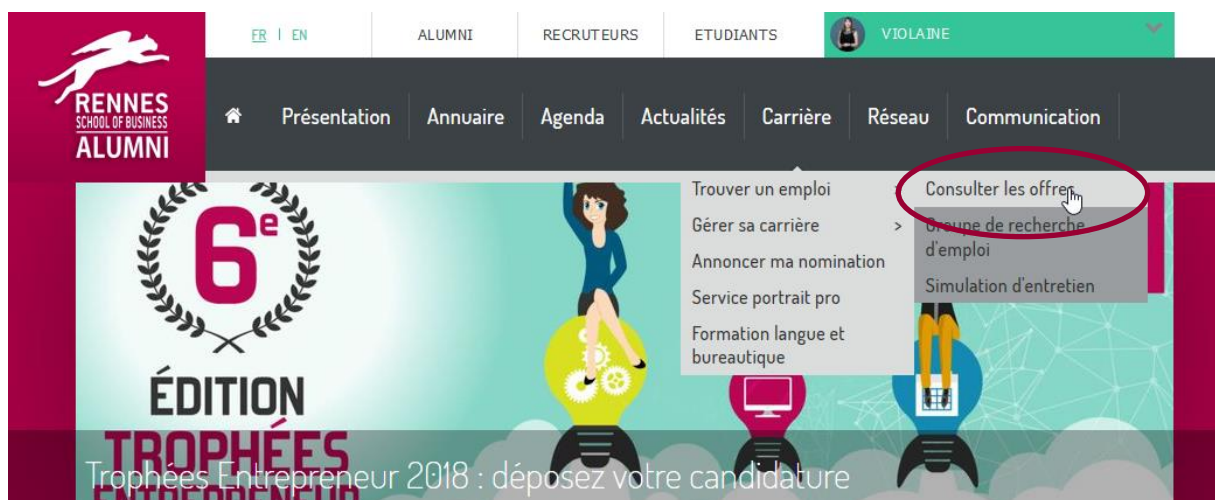 FR | EN
ALUMNI
RECRUTEURS
ETUDIANTS
VIOLAINE
RENNES
SCHOOL OF BUSINESS
ALUMNI
Présentation
Annuaire
Agenda
Actualités
Carrière
Réseau
Communication
Trouver un emploi >
Gérer sa carrière >
Annoncer ma nomination
Service portrait pro
Formation langue et
bureautique
Consulter les offres
Groupe de recherche
d'emploi
Simulation d'entretien
6e
ÉDITION
TROPHÉES
ENTREPRENEUR
Trophées Entrepreneur 2018 : déposez votre candidature